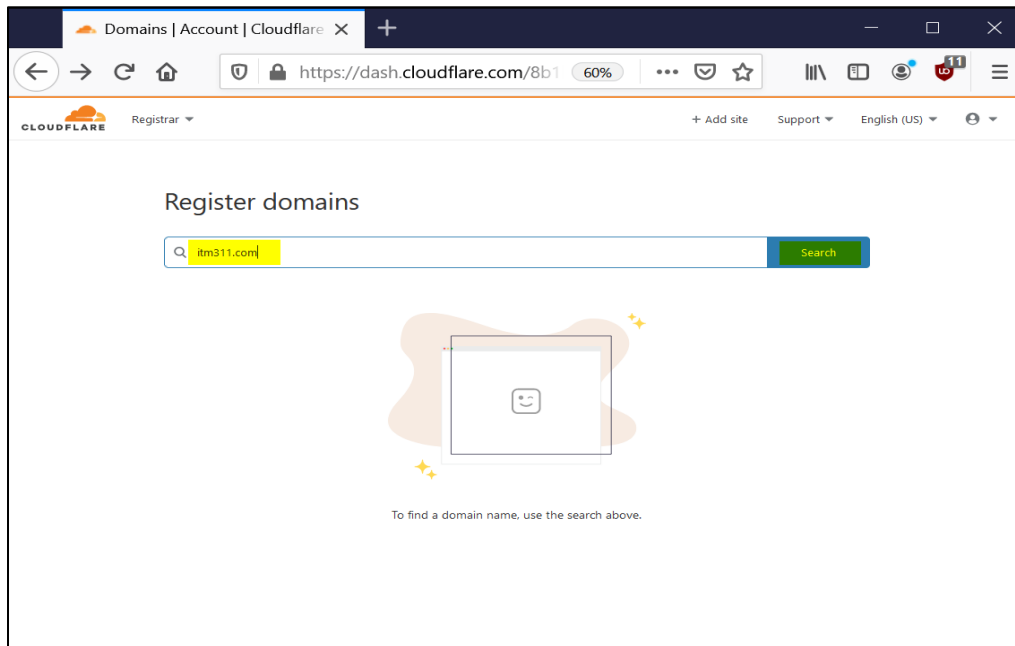 Domains | Account | Cloudflare
https://dash.cloudflare.com/8b1 60%
11
CLOUDFLARE Registrar + Add site Support English (US)
Register domains
itm311.com Search
To find a domain name, use the search above.